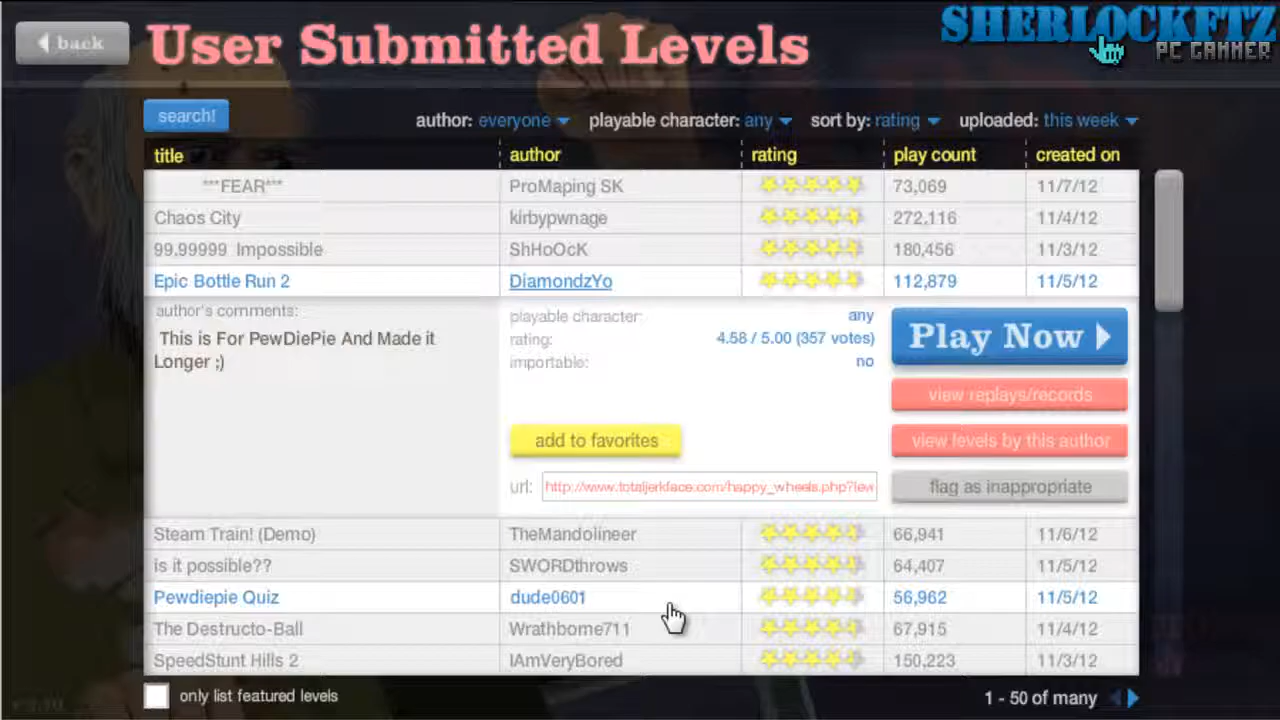 back
User Submitted Levels
SHERLOCKFTZ
PC GAMMER
search!
author: everyone playable character: any sort by: rating uploaded: this week
title author rating play count created on
***FEAR*** ProMaping SK 73,069 11/7/12
Chaos City kirbypwnage 272,116 11/4/12
99.99999 Impossible ShHoOcK 180,456 11/3/12
Epic Bottle Run 2 DiamondzYo 112,879 11/5/12
author's comments:
This is For PewDiePie And Made it
Longer ;)
playable character: any
rating: 4.58 / 5.00 (357 votes)
importable: no
add to favorites
url: http://www.totaljerkface.com/happy_wheels.php?lev
Play Now
view replays/records
view levels by this author
flag as inappropriate
Steam Train! (Demo) TheMandolineer 66,941 11/6/12
is it possible?? SWORDthrows 64,407 11/5/12
Pewdiepie Quiz dude0601 56,962 11/5/12
The Destructo-Ball Wrathborne711 67,915 11/4/12
SpeedStunt Hills 2 IAmVeryBored 150,223 11/3/12
only list featured levels
1 - 50 of many